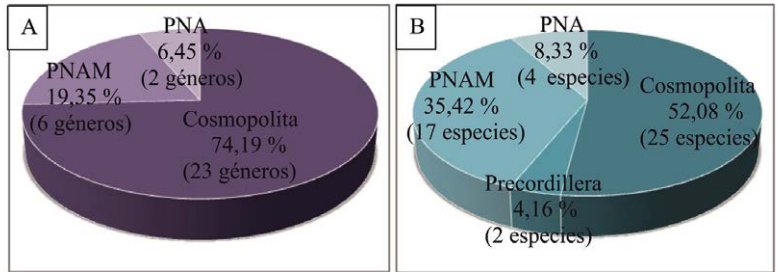 A
PNA
6,45 %
(2 géneros)
PNAM
19,35 %
(6 géneros)
Cosmopolita
74,19 %
(23 géneros)
B
PNA
8,33 %
(4 especies)
PNAM
35,42 %
(17 especies)
Cosmopolita
52,08 %
(25 especies)
Precordillera
4,16 %
(2 especies)